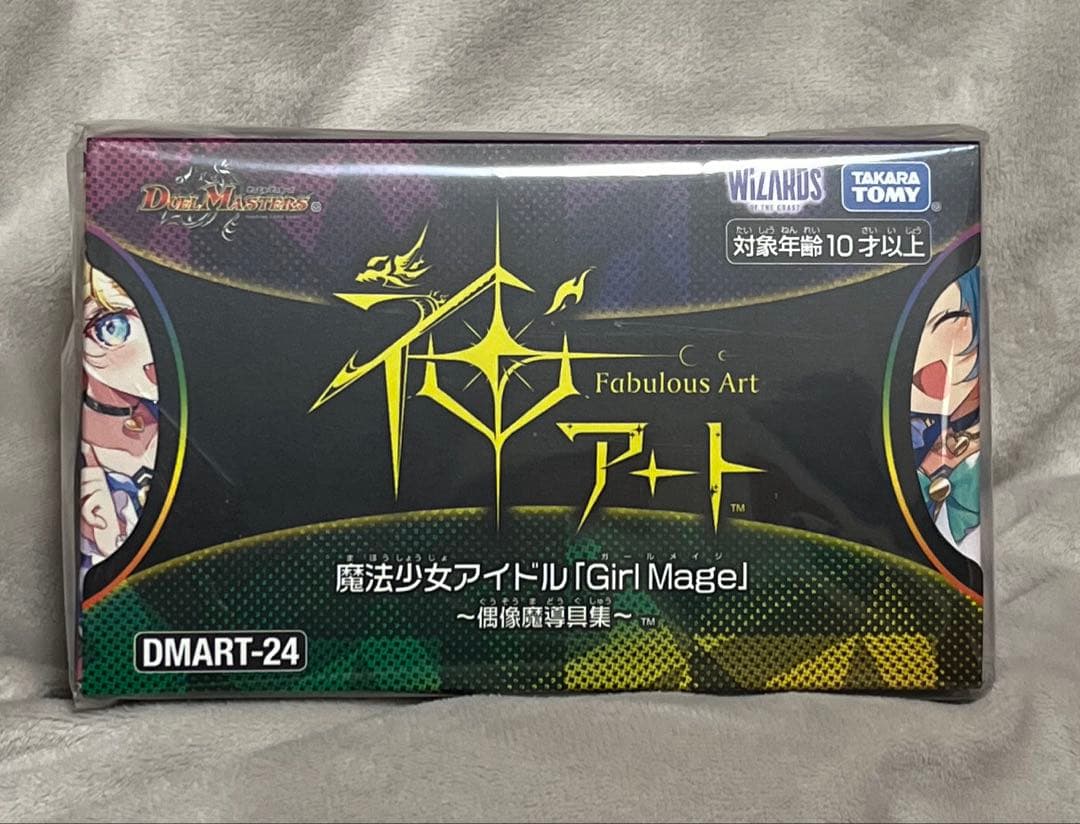 DUEL MASTERS
WIZARDS
OF THE COAST
TAKARA
TOMY
たいしょうねんれい さいいじょう
対象年齢10才以上
神
Fabulous Art
アート
TM
まほうしょうじょ ガールメイジ
魔法少女アイドル「Girl Mage」
ぐうぞうまどうぐしゅう
~偶像魔導具集~ TM
DMART-24